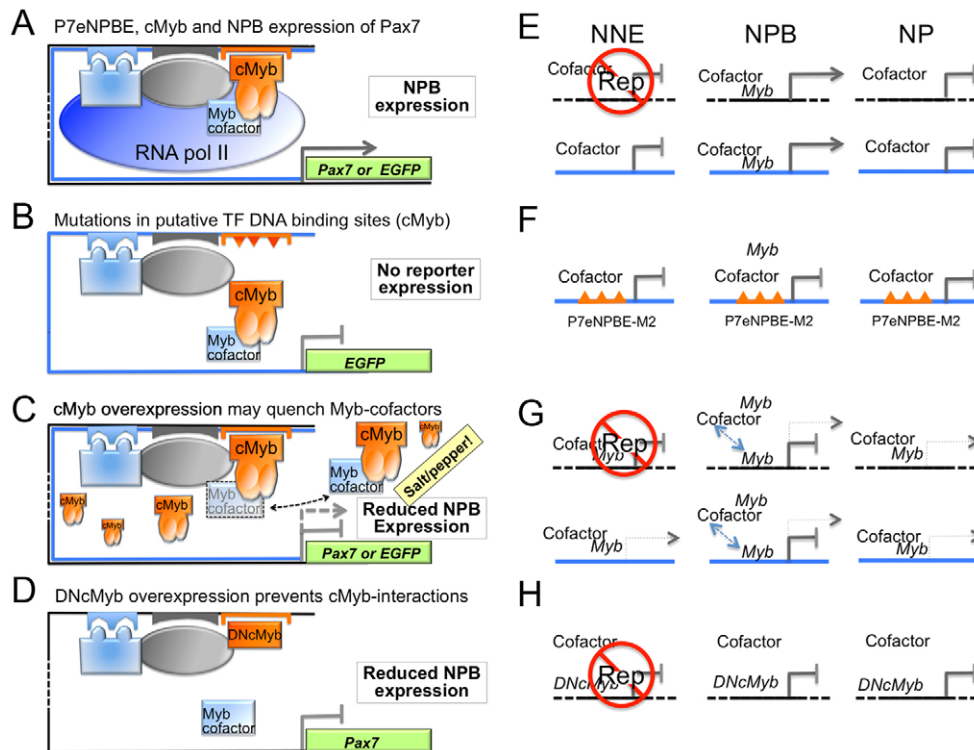 A P7eNPBE, cMyb and NPB expression of Pax7
cMyb
Myb
cofactor
RNA pol II
NPB
expression
Pax7 or EGFP
B Mutations in putative TF DNA binding sites (cMyb)
cMyb
Myb
cofactor
No reporter
expression
EGFP
C cMyb overexpression may quench Myb-cofactors
cMyb
Myb
cofactor
cMyb
cMyb
cMyb
cMyb
cMyb
Myb
cofactor
Salt/pepper!
Reduced NPB
Expression
Pax7 or EGFP
D DNcMyb overexpression prevents cMyb-interactions
DNcMyb
Myb
cofactor
Reduced NPB
expression
Pax7
E NNE NPB NP
Cofactor
Rep
Cofactor
Myb
Cofactor
Cofactor
Cofactor
Myb
Cofactor
F
Cofactor
P7eNPBE-M2
Myb
Cofactor
P7eNPBE-M2
Cofactor
P7eNPBE-M2
G
Cofactor
Rep
Myb
Myb
Cofactor
Myb
Cofactor
Myb
Cofactor
Myb
Myb
Cofactor
Myb
Cofactor
Myb
H
Cofactor
Rep
DNcMyb
Cofactor
DNcMyb
Cofactor
DNcMyb